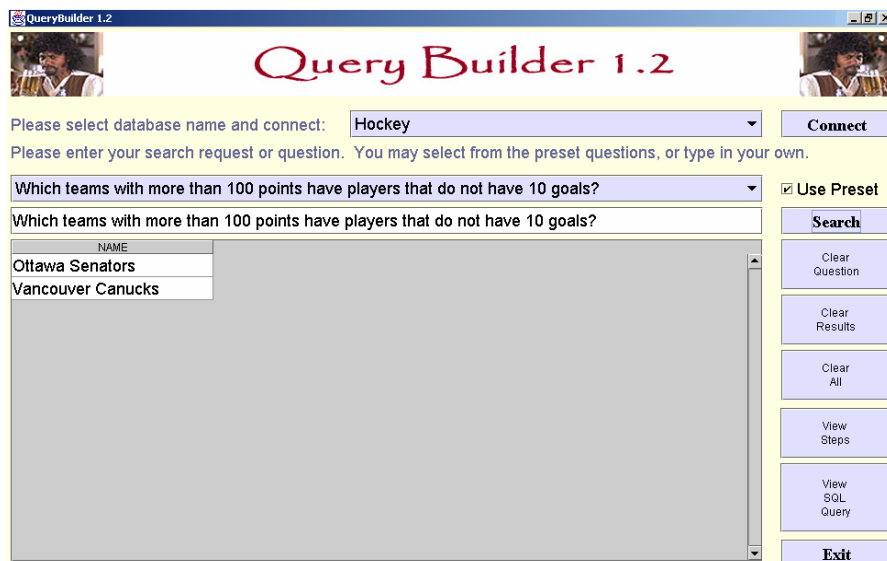 QueryBuilder 1.2
Query Builder 1.2
Please select database name and connect: Hockey Connect
Please enter your search request or question. You may select from the preset questions, or type in your own.
Which teams with more than 100 points have players that do not have 10 goals? Use Preset
Which teams with more than 100 points have players that do not have 10 goals? Search
NAME
Ottawa Senators
Vancouver Canucks
Clear
Question
Clear
Results
Clear
All
View
Steps
View
SQL
Query
Exit